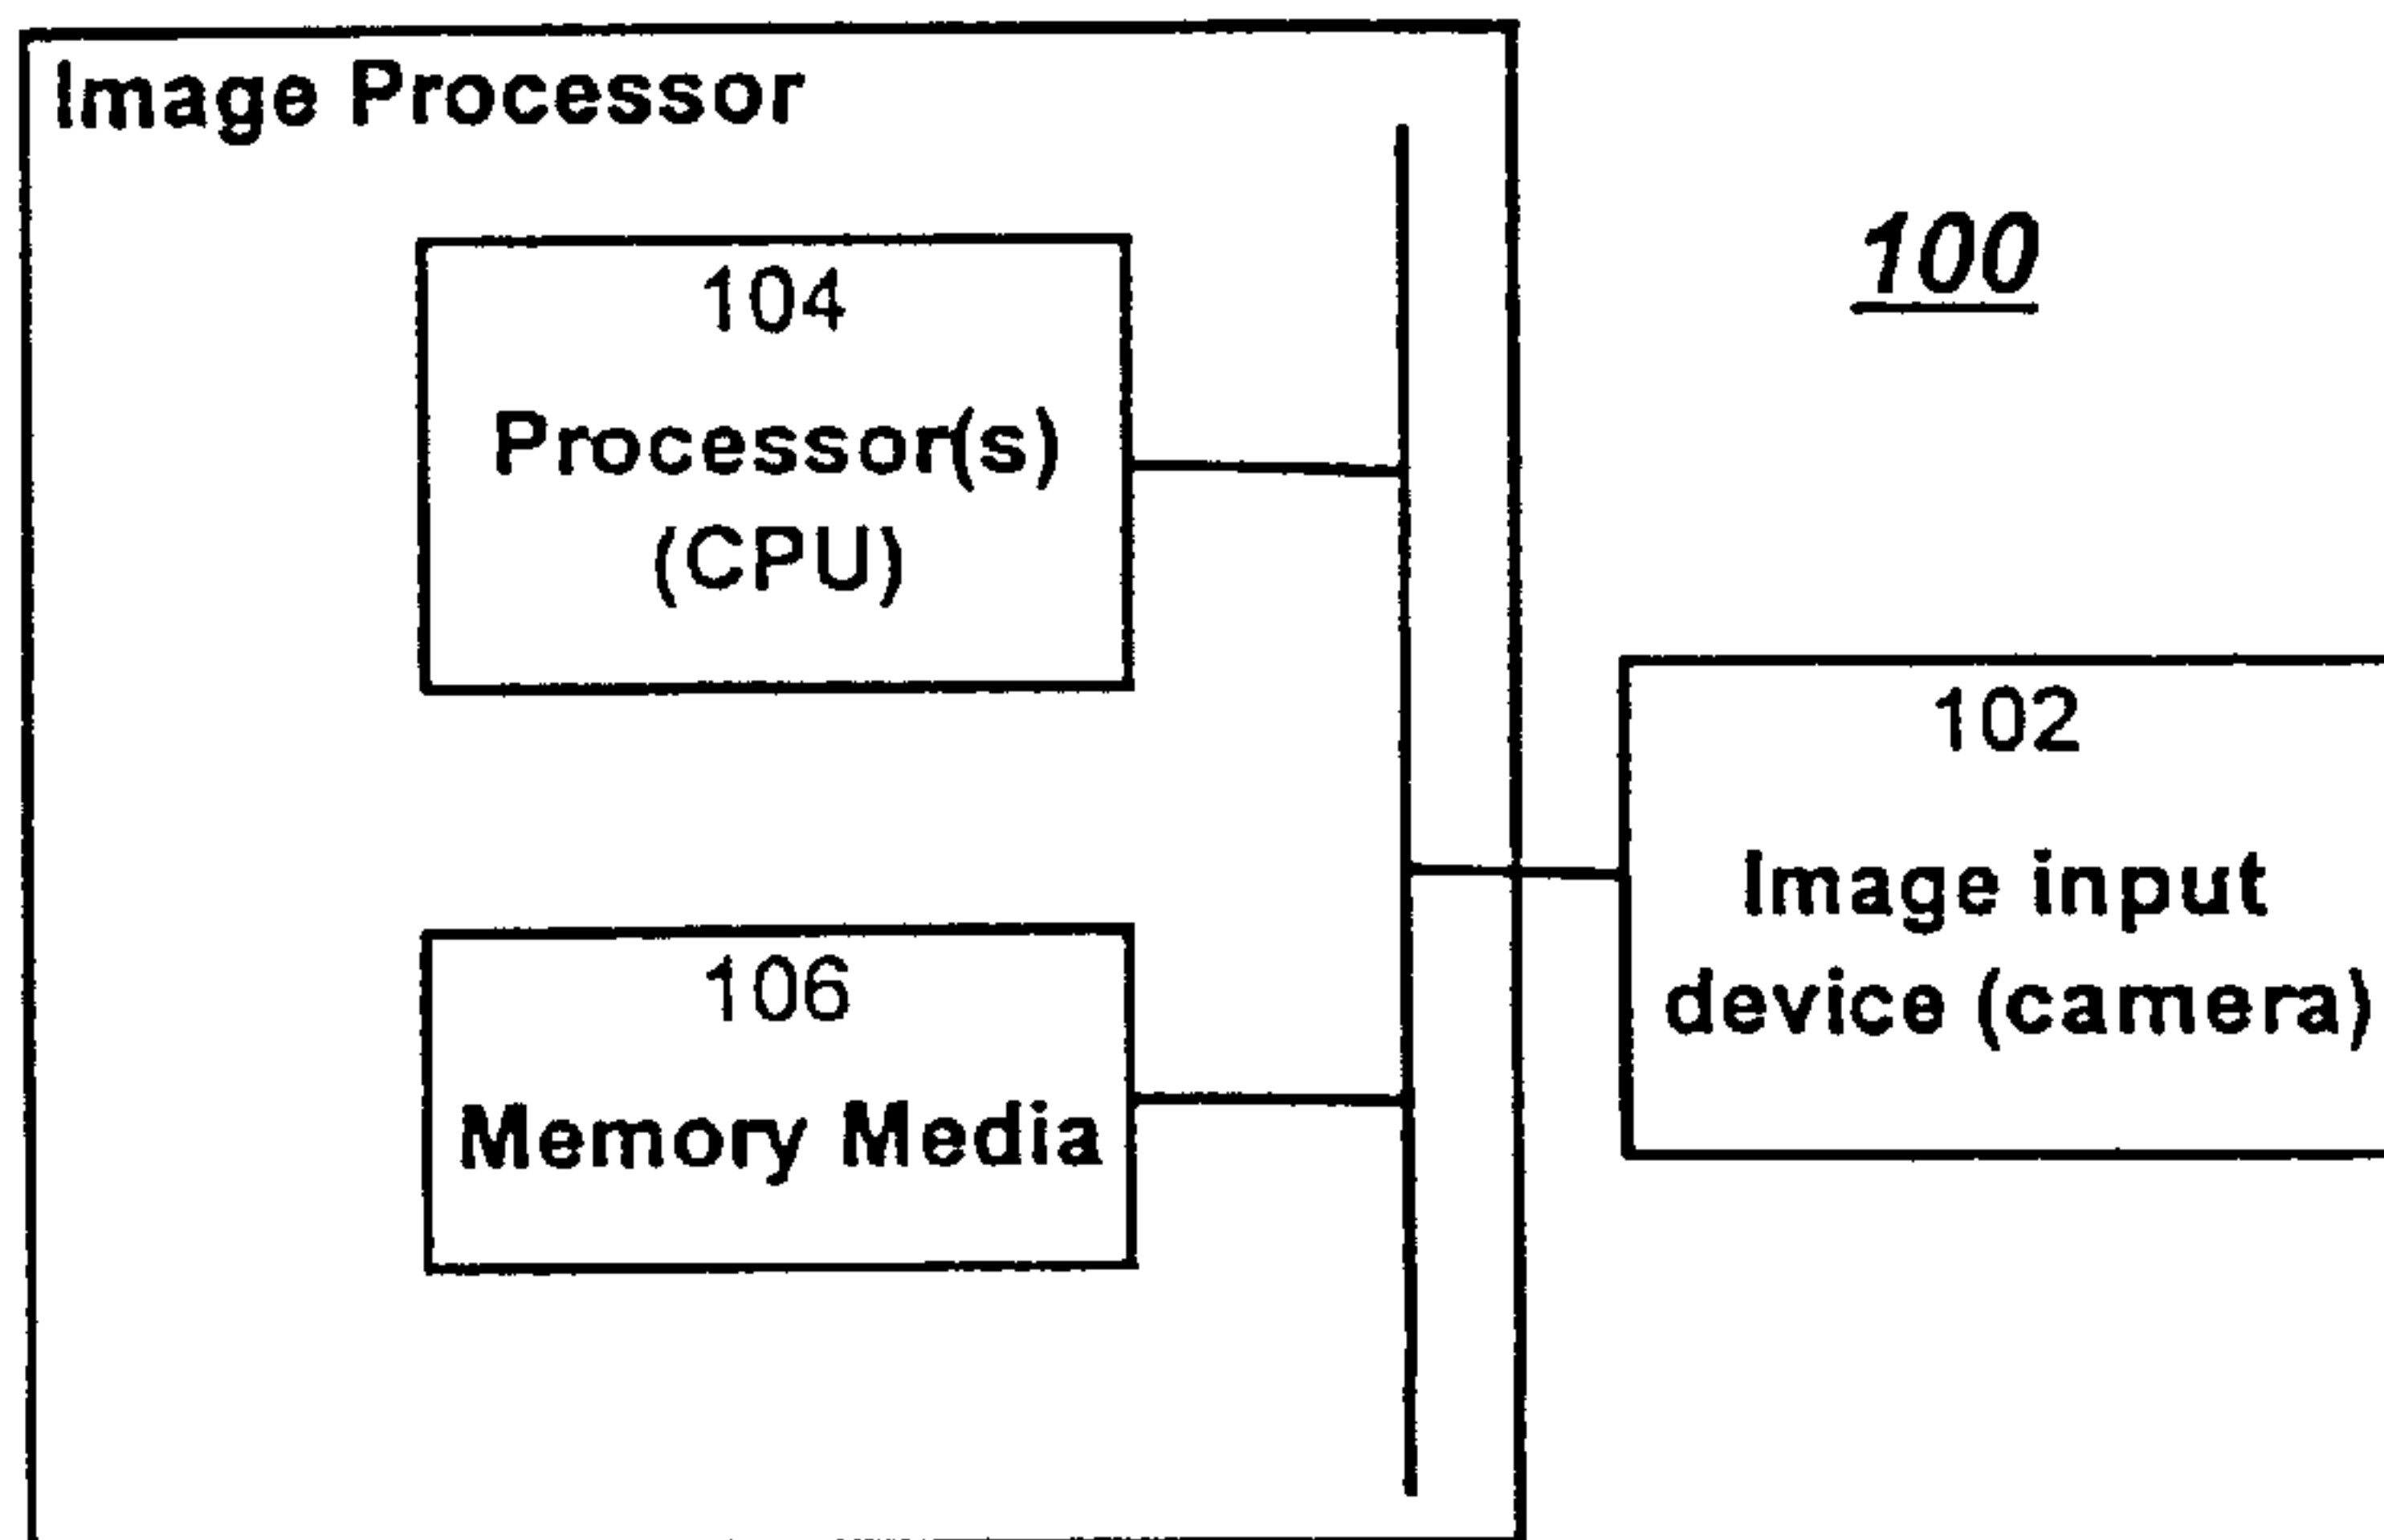 Image Processor
100
104
Processor(s)
(CPU)
102
Image input
device (camera)
106
Memory Media